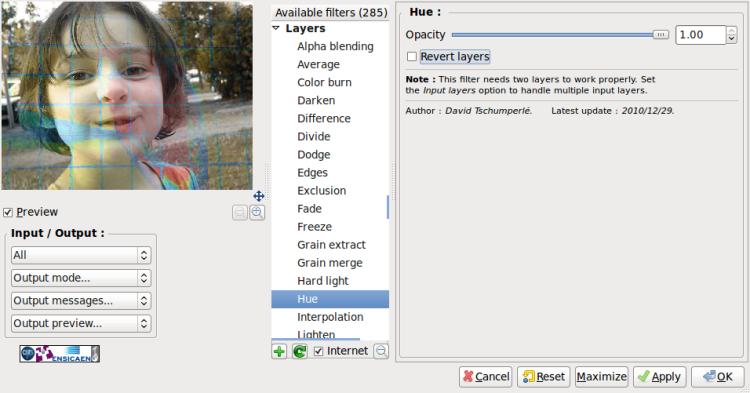 Preview
Input / Output :
All
Output mode...
Output messages...
Output preview...
ENSICAEN
Available filters (285)
Layers
Alpha blending
Average
Color burn
Darken
Difference
Divide
Dodge
Edges
Exclusion
Fade
Freeze
Grain extract
Grain merge
Hard light
Hue
Interpolation
Lighten
Internet
Hue :
Opacity 1.00
Revert layers
Note : This filter needs two layers to work properly. Set
the Input layers option to handle multiple input layers.
Author : David Tschumperlé. Latest update : 2010/12/29.
Cancel Reset Maximize Apply OK